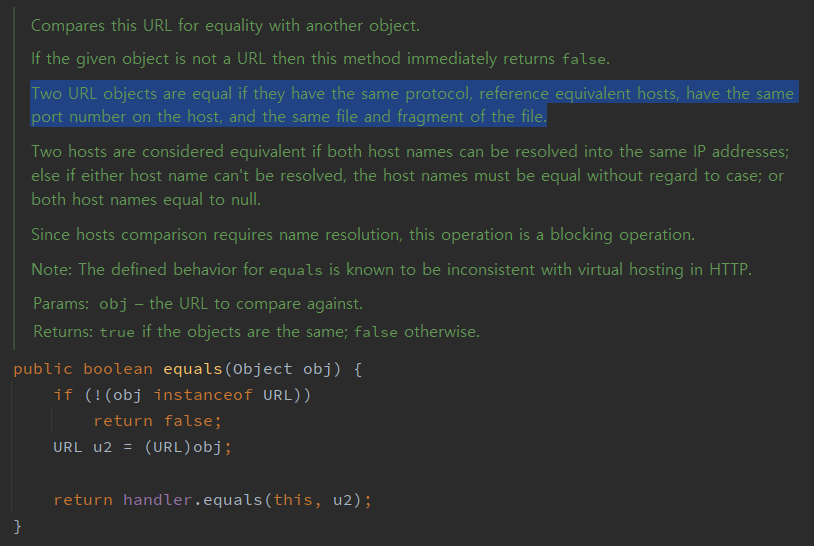 Compares this URL for equality with another object.
If the given object is not a URL then this method immediately returns false.
Two URL objects are equal if they have the same protocol, reference equivalent hosts, have the same
port number on the host, and the same file and fragment of the file.
Two hosts are considered equivalent if both host names can be resolved into the same IP addresses;
else if either host name can't be resolved, the host names must be equal without regard to case; or
both host names equal to null.
Since hosts comparison requires name resolution, this operation is a blocking operation.
Note: The defined behavior for equals is known to be inconsistent with virtual hosting in HTTP.
Params: obj – the URL to compare against.
Returns: true if the objects are the same; false otherwise.
public boolean equals(Object obj) {
    if (!(obj instanceof URL))
        return false;
    URL u2 = (URL)obj;

    return handler.equals(this, u2);
}